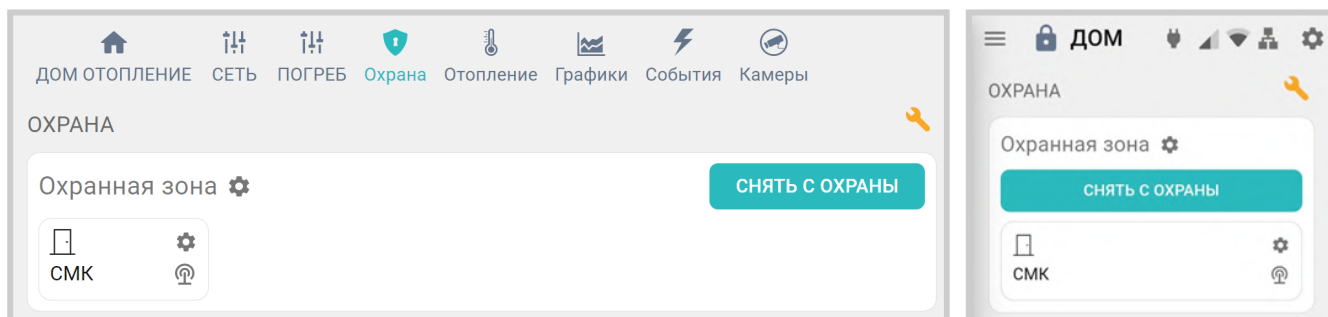 ДОМ ОТОПЛЕНИЕ СЕТЬ ПОГРЕБ Охрана Отопление Графики События Камеры
ОХРАНА
Охранная зона
СНЯТЬ С ОХРАНЫ
СМК
ДОМ
ОХРАНА
Охранная зона
СНЯТЬ С ОХРАНЫ
СМК